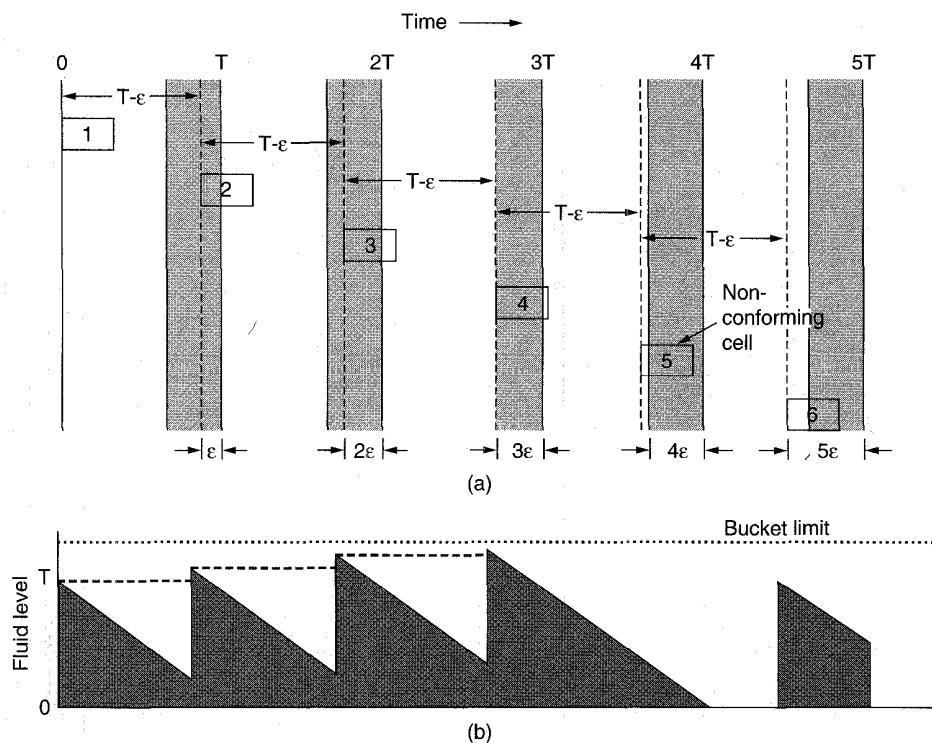 Time
0 T 2T 3T 4T 5T
T-ε
1
T-ε
2
T-ε
3
T-ε
4
T-ε
Non-
conforming
cell
5
6
ε 2ε 3ε 4ε 5ε
(a)
Bucket limit
T
Fluid level
0
(b)